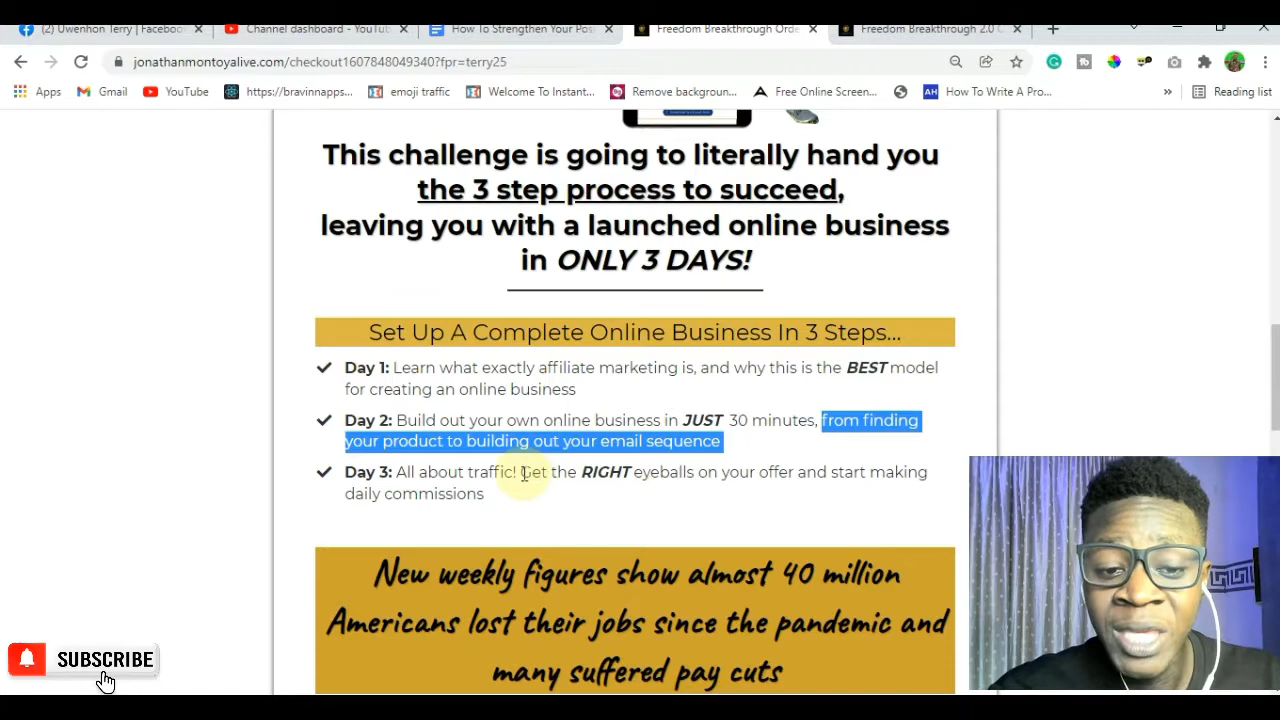 (2) Uwenhon Terry | Facebook
Channel dashboard - YouTu
How To Strengthen Your Pos
Freedom Breakthrough Orde
Freedom Breakthrough 2.0 C
jonathanmontoyalive.com/checkout1607848049340?fpr=terry25
Apps
Gmail
YouTube
https://bravinnapps...
emoji traffic
Welcome To Instant...
Remove background...
Free Online Screen...
AH
How To Write A Pro...
»
Reading list
This challenge is going to literally hand you
the 3 step process to succeed,
leaving you with a launched online business
in ONLY 3 DAYS!
Set Up A Complete Online Business In 3 Steps...
Day 1: Learn what exactly affiliate marketing is, and why this is the BEST model
for creating an online business
Day 2: Build out your own online business in JUST 30 minutes, from finding
your product to building out your email sequence
Day 3: All about traffic! Get the RIGHT eyeballs on your offer and start making
daily commissions
New weekly figures show almost 40 million
Americans lost their jobs since the pandemic and
many suffered pay cuts
SUBSCRIBE